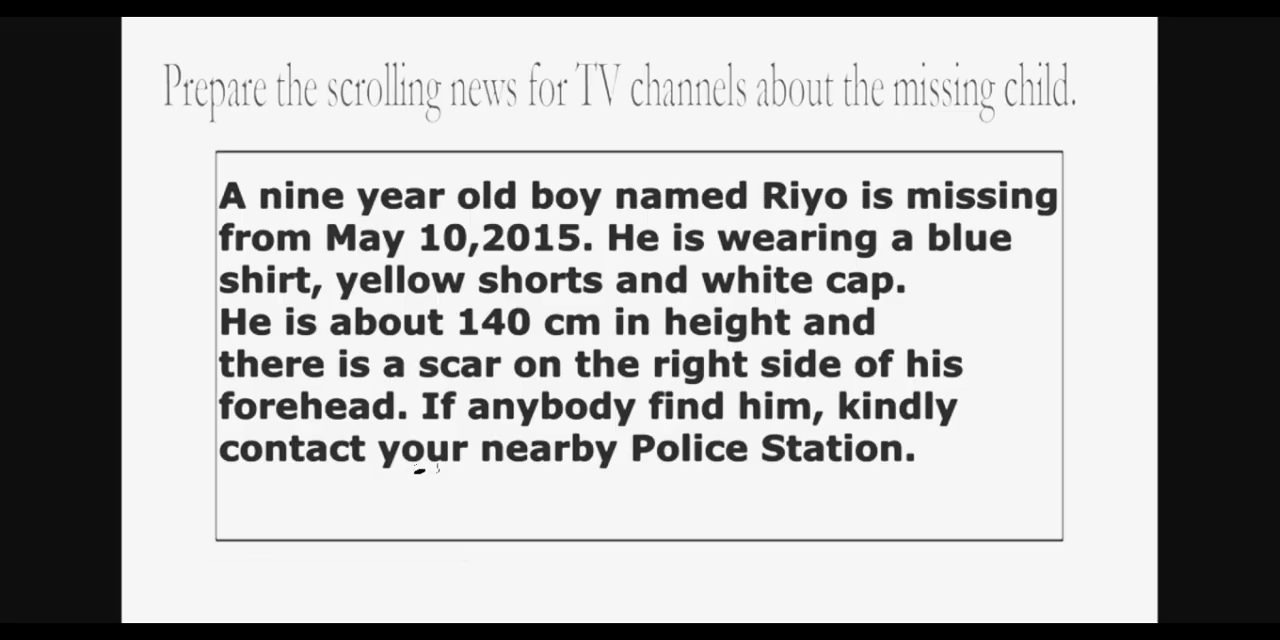 Prepare the scrolling news for TV channels about the missing child.
A nine year old boy named Riyo is missing
from May 10,2015. He is wearing a blue
shirt, yellow shorts and white cap.
He is about 140 cm in height and
there is a scar on the right side of his
forehead. If anybody find him, kindly
contact your nearby Police Station.